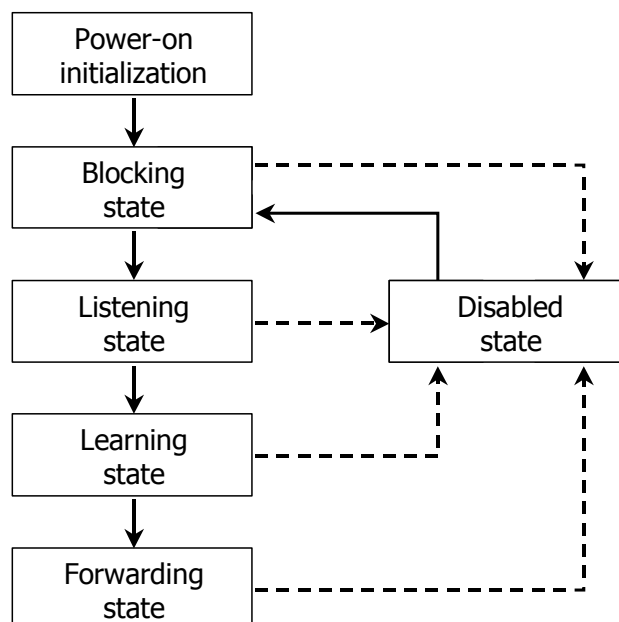 Power-on
initialization
Blocking
state
Listening
state
Disabled
state
Learning
state
Forwarding
state